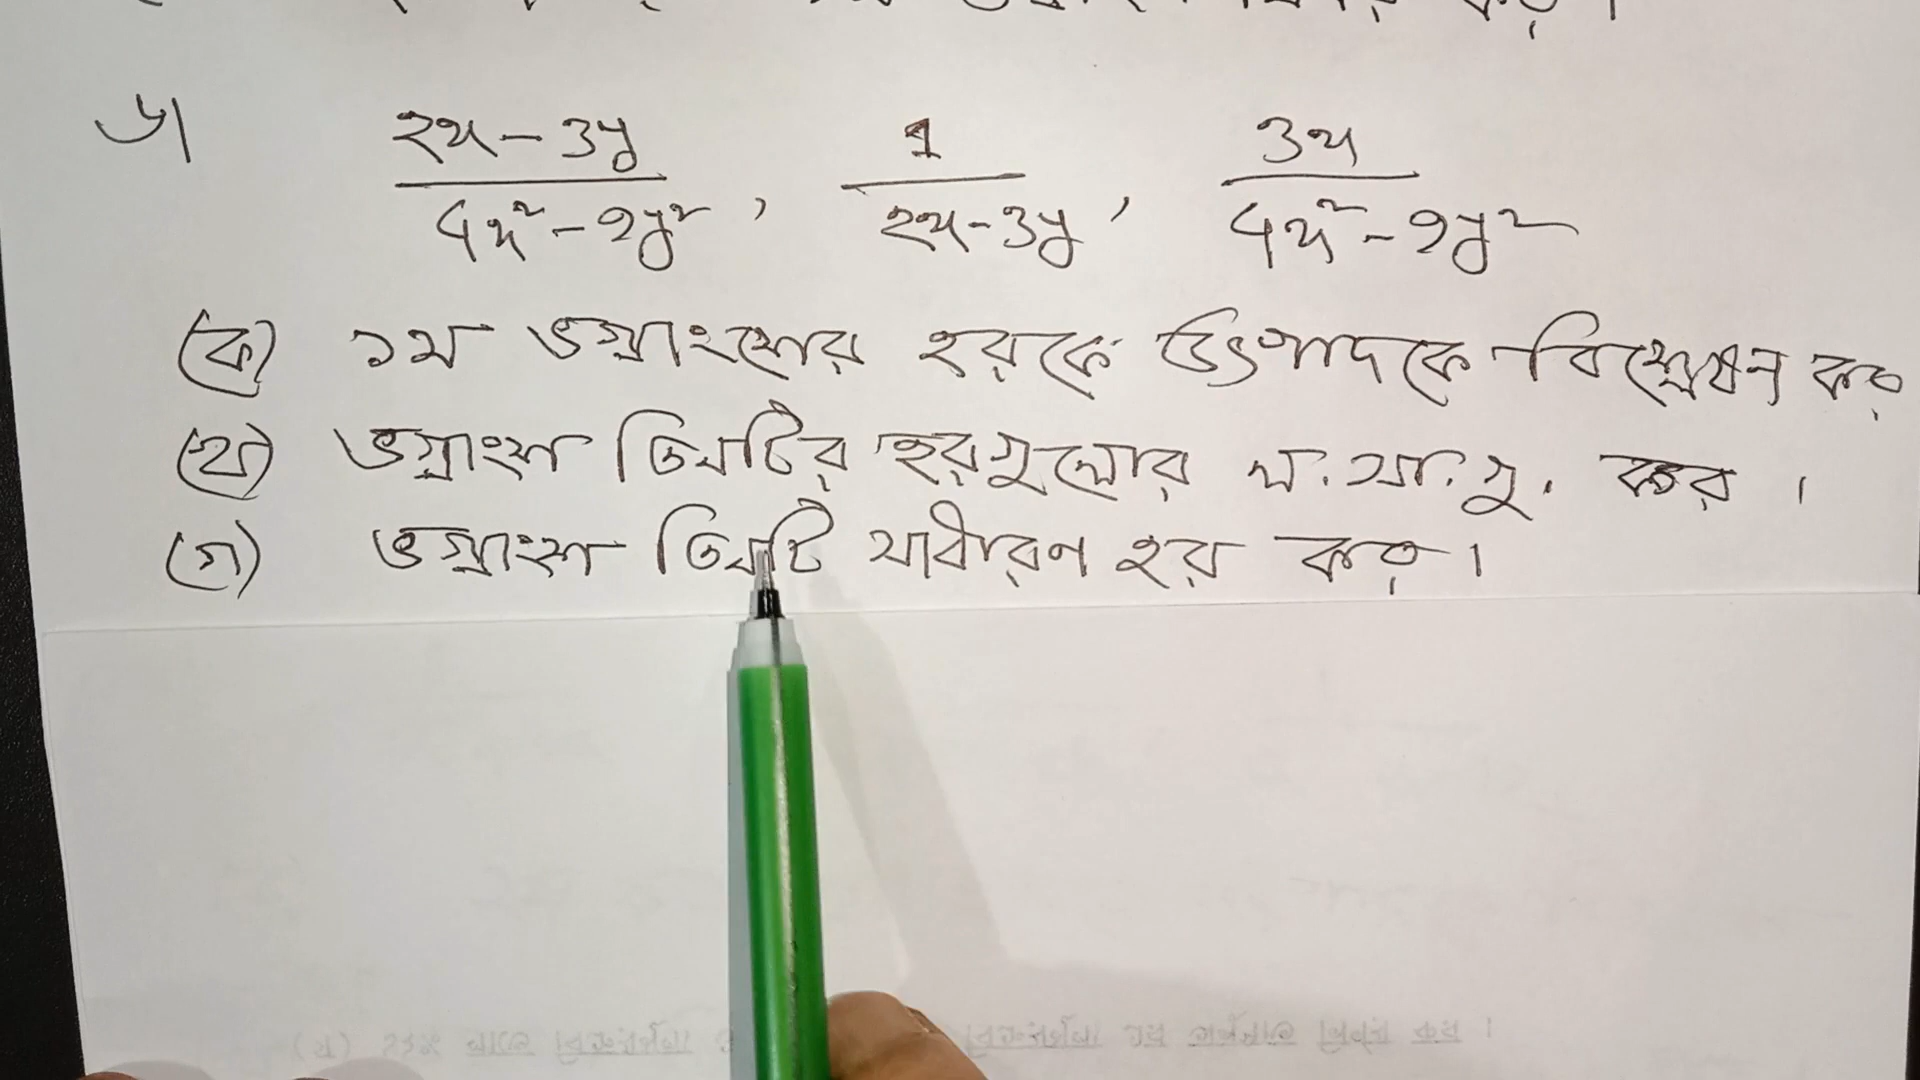 ৬। 2x - 3y / 4x² - 9y² , 1 / 2x - 3y , 3x / 4x² - 9y²
(ক) ১ম ভগ্নাংশের হরকে উৎপাদকে বিশ্লেষণ কর
(খ) ভগ্নাংশ তিনটির হরগুলোর ল.সা.গু. কর ।
(গ) ভগ্নাংশ তিনটি সাধারণ হর কর ।